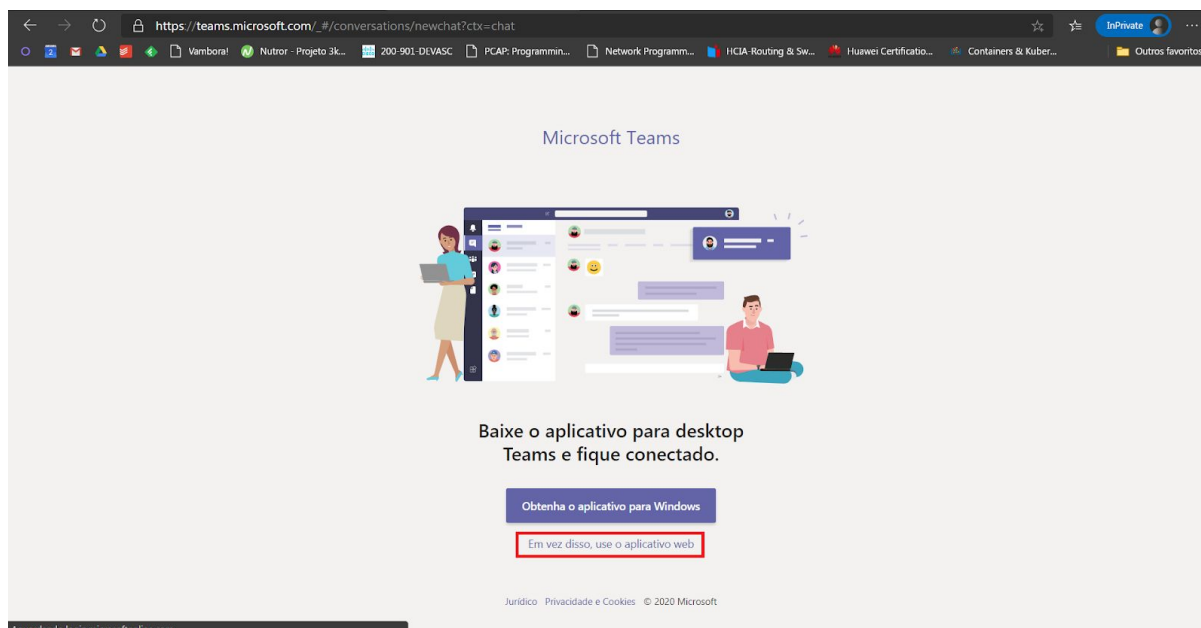 https://teams.microsoft.com/_#/conversations/newchat?ctx=chat
InPrivate
2
Vambora!
Nutror - Projeto 3k...
200-901-DEVASC
PCAP: Programmin...
Network Programm...
HCIA-Routing & Sw...
Huawei Certificatio...
Containers & Kuber...
Outros favoritos
Microsoft Teams
Baixe o aplicativo para desktop
Teams e fique conectado.
Obtenha o aplicativo para Windows
Em vez disso, use o aplicativo web
Jurídico Privacidade e Cookies © 2020 Microsoft